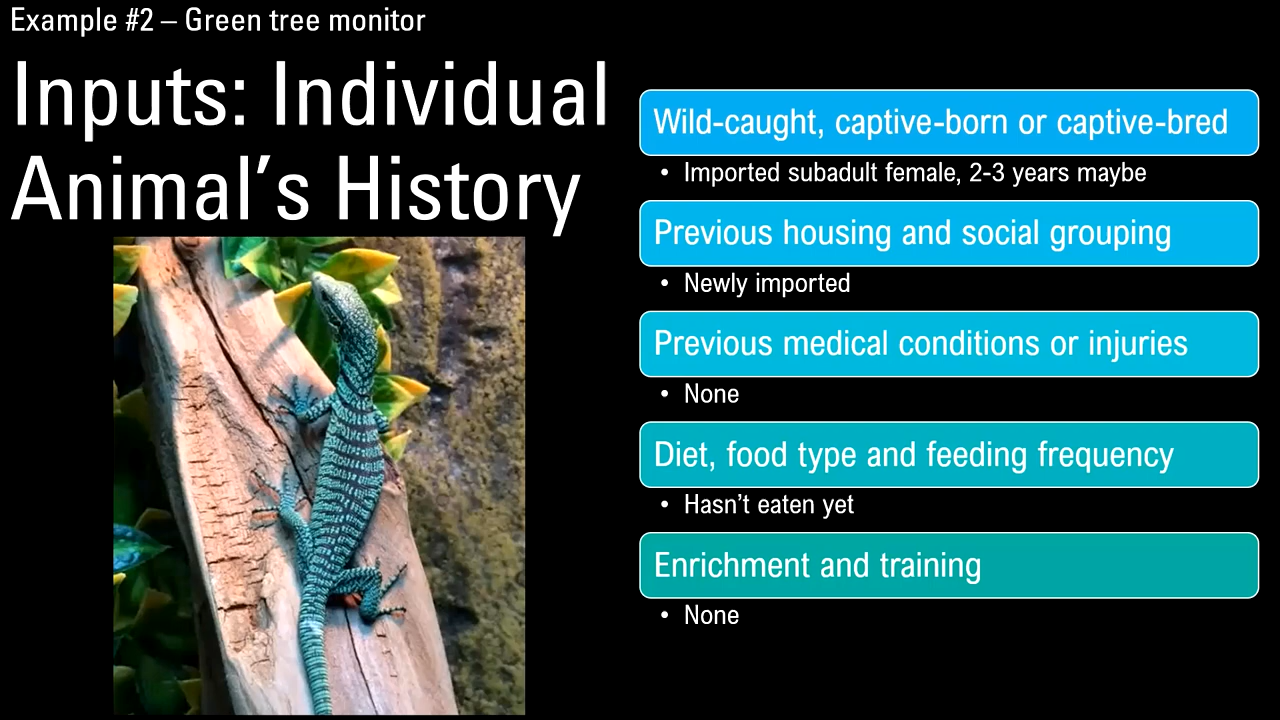 Example #2 – Green tree monitor
Inputs: Individual
Animal’s History
Wild-caught, captive-born or captive-bred
• Imported subadult female, 2-3 years maybe
Previous housing and social grouping
• Newly imported
Previous medical conditions or injuries
• None
Diet, food type and feeding frequency
• Hasn’t eaten yet
Enrichment and training
• None